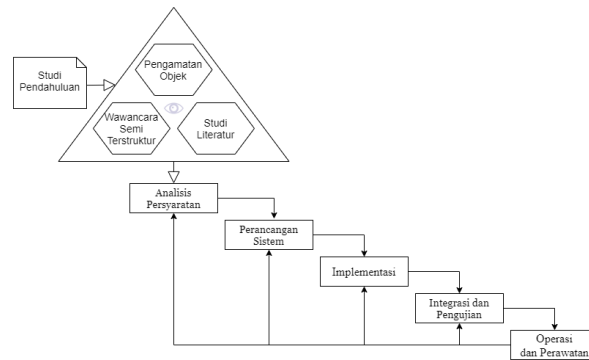 Studi
Pendahuluan
Pengamatan
Objek
Wawancara
Semi
Terstruktur
Studi
Literatur
Analisis
Persyaratan
Perancangan
Sistem
Implementasi
Integrasi dan
Pengujian
Operasi
dan Perawatan